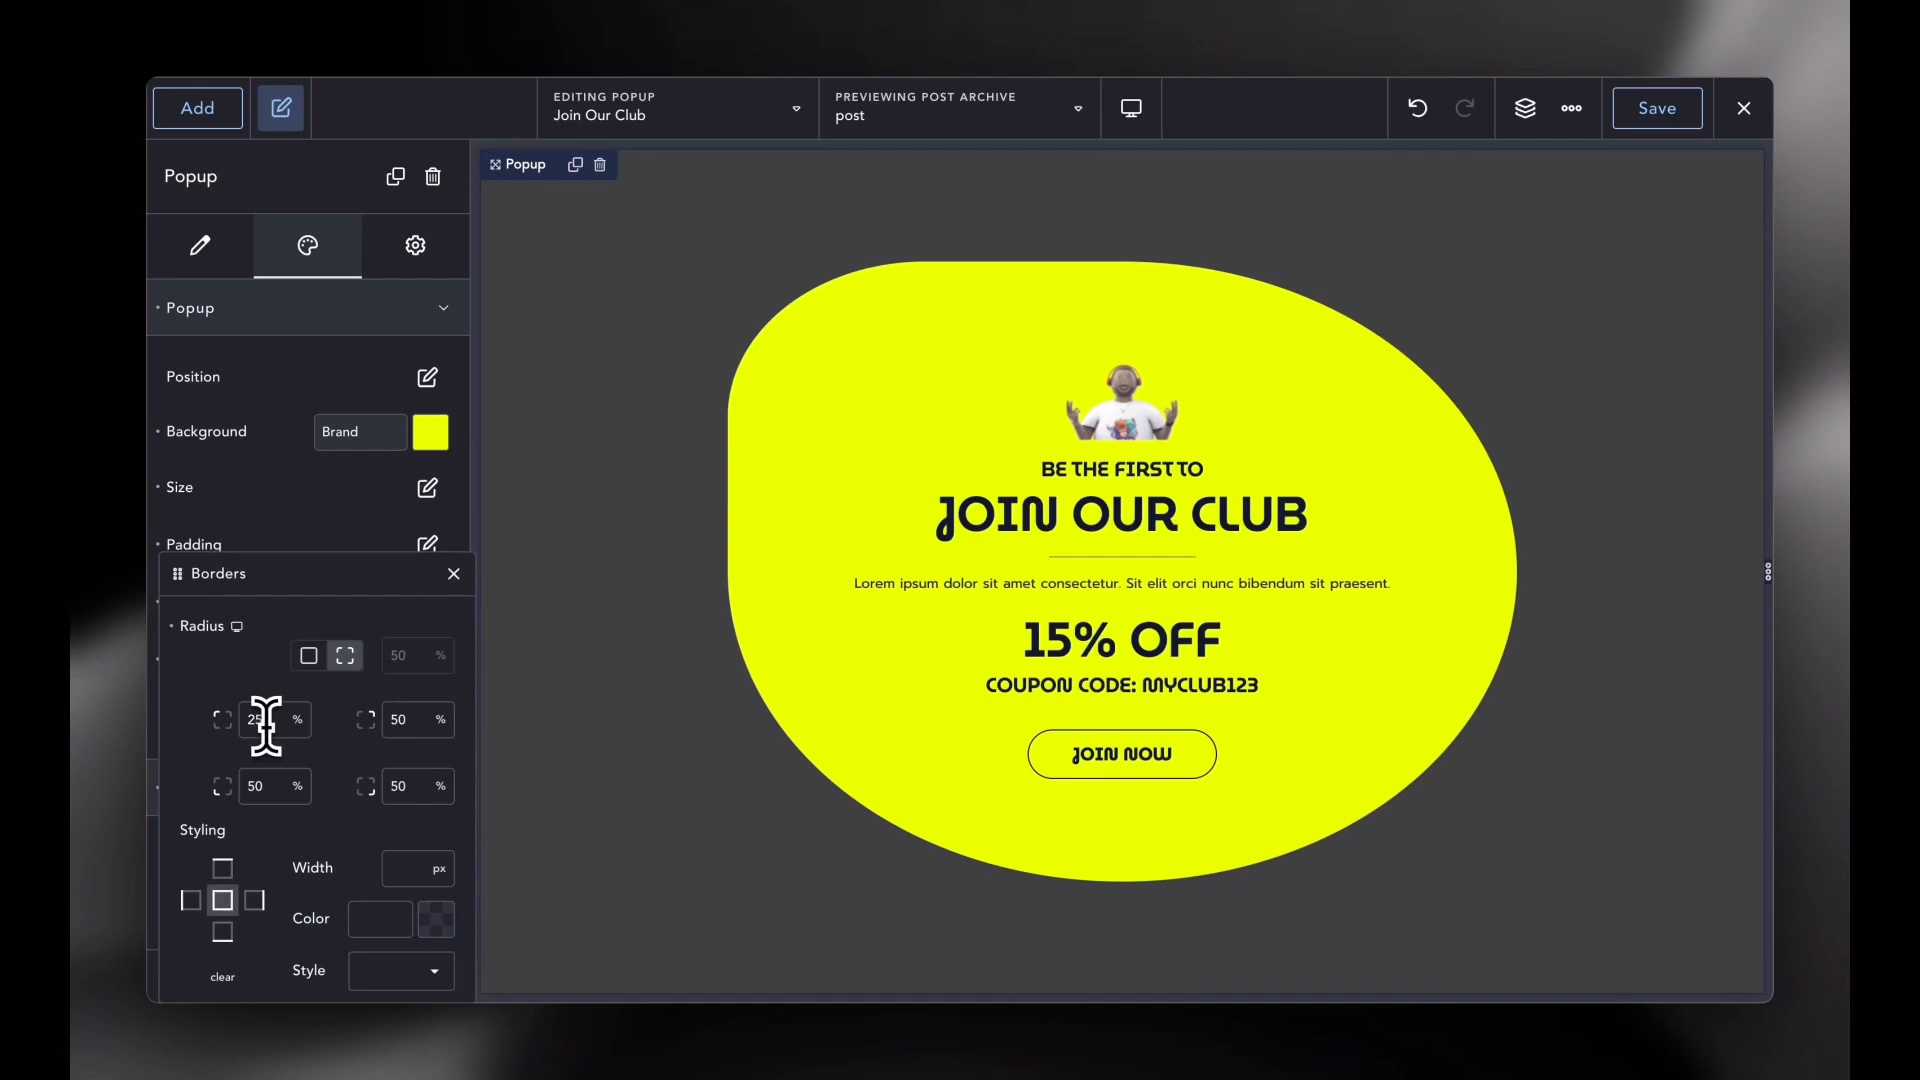 Add
EDITING POPUP
Join Our Club
PREVIEWING POST ARCHIVE
post
Save
Popup
Popup
Popup
Position
Background
Brand
Size
Padding
Borders
Radius
50 %
25 %
50 %
50 %
50 %
Styling
Width
px
Color
Style
clear
BE THE FIRST TO
JOIN OUR CLUB
Lorem ipsum dolor sit amet consectetur. Sit elit orci nunc bibendum sit praesent.
15% OFF
COUPON CODE: MYCLUB123
JOIN NOW